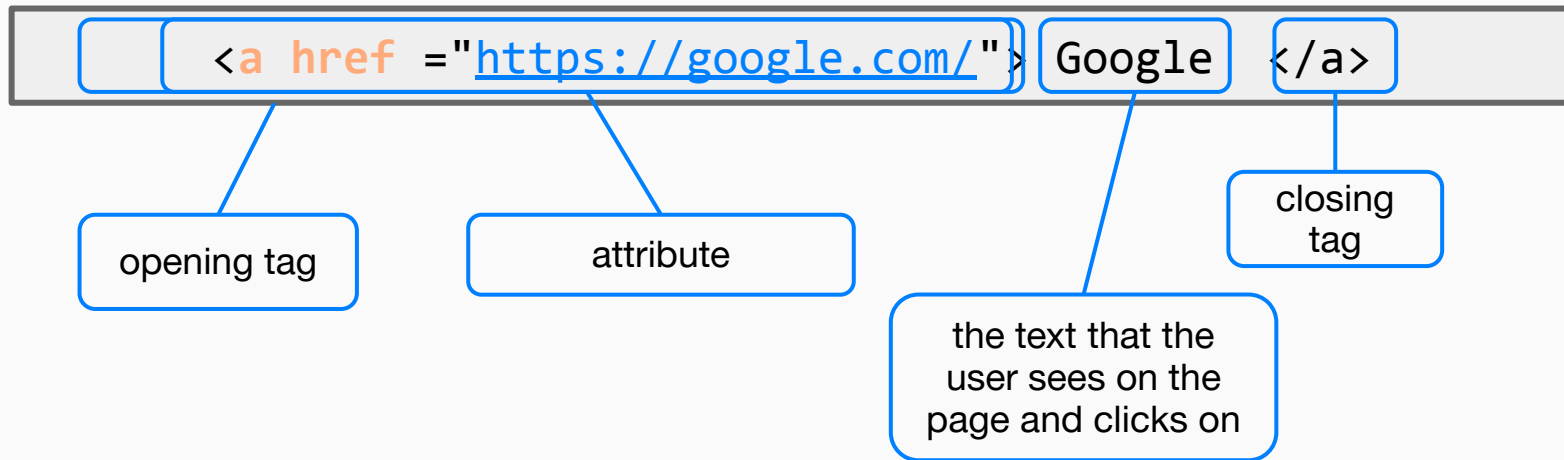 <a href ="https://google.com/"> Google </a>
opening tag
attribute
closing
tag
the text that the
user sees on the
page and clicks on